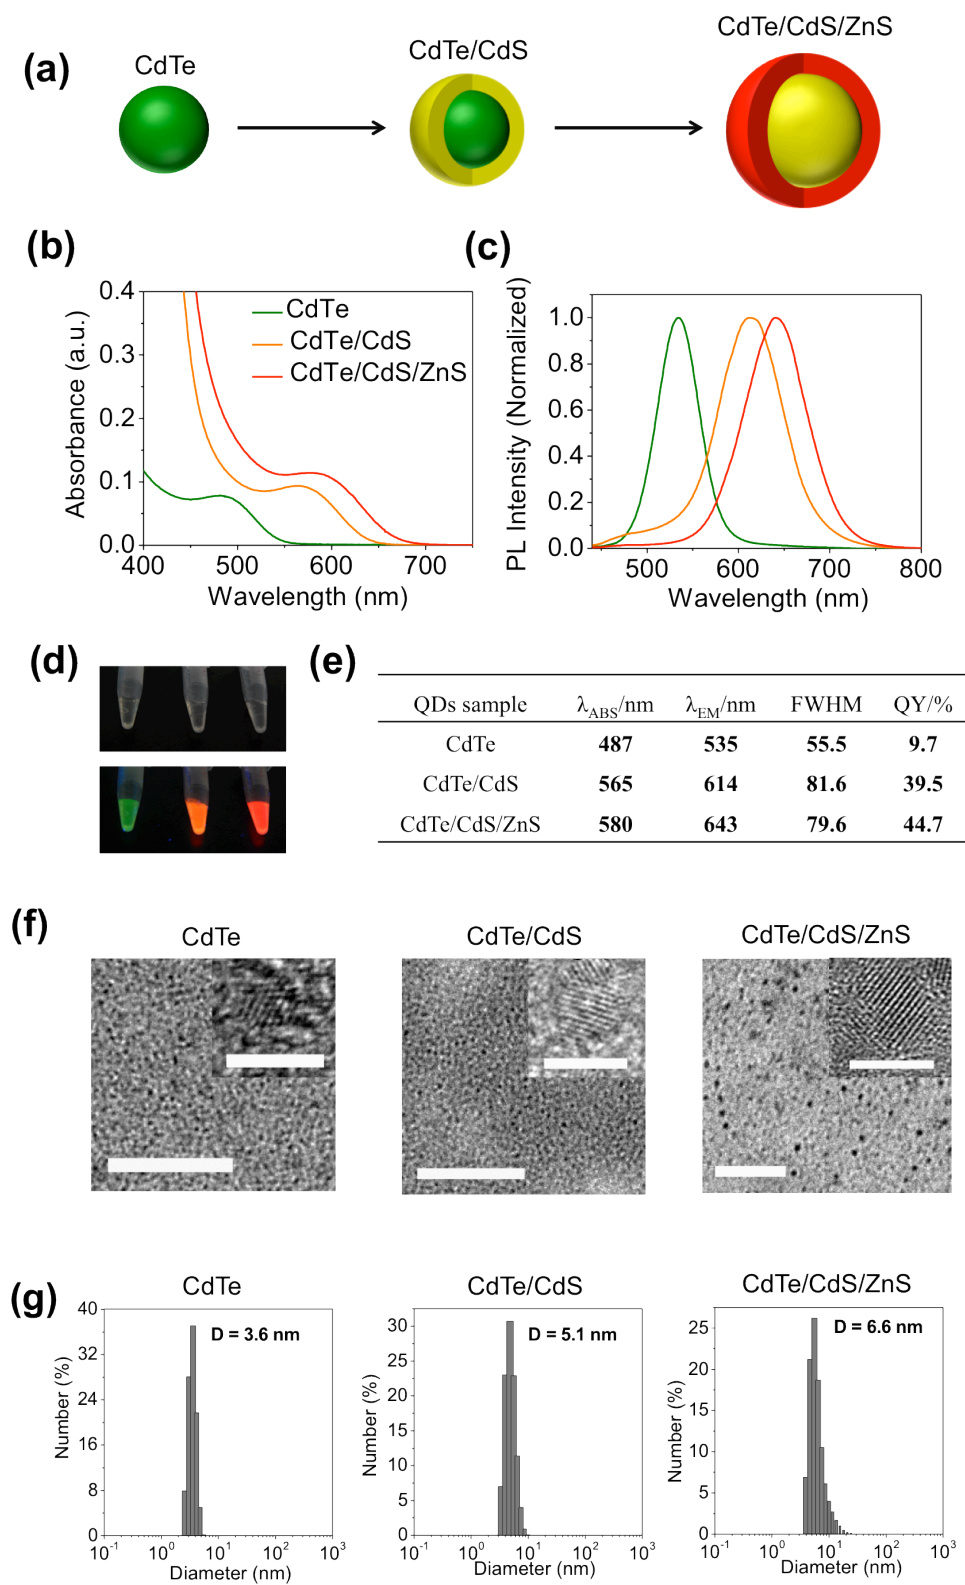 (a)
CdTe
CdTe/CdS
CdTe/CdS/ZnS
(b)
Absorbance (a.u.)
0.4
0.3
0.2
0.1
0.0
400
500
600
700
Wavelength (nm)
CdTe
CdTe/CdS
CdTe/CdS/ZnS
(c)
PL Intensity (Normalized)
1.0
0.8
0.6
0.4
0.2
0.0
500
600
700
800
Wavelength (nm)
(d)
(e)
QDs sample λABS/nm λEM/nm FWHM QY/%
CdTe 487 535 55.5 9.7
CdTe/CdS 565 614 81.6 39.5
CdTe/CdS/ZnS 580 643 79.6 44.7
(f)
CdTe
CdTe/CdS
CdTe/CdS/ZnS
(g)
CdTe
D = 3.6 nm
Number (%)
40
32
24
16
8
0
10⁻¹ 10⁰ 10¹ 10² 10³
Diameter (nm)
CdTe/CdS
D = 5.1 nm
Number (%)
30
25
20
15
10
5
0
10⁻¹ 10⁰ 10¹ 10² 10³
Diameter (nm)
CdTe/CdS/ZnS
D = 6.6 nm
Number (%)
25
20
15
10
5
0
10⁻¹ 10⁰ 10¹ 10² 10³
Diameter (nm)